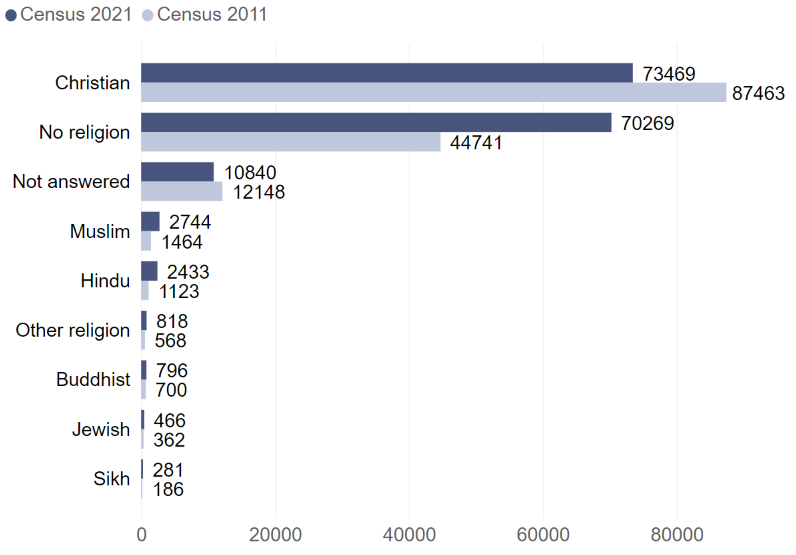 Census 2021 Census 2011
Christian 73469
87463
No religion 70269
44741
Not answered 10840
12148
Muslim 2744
1464
Hindu 2433
1123
Other religion 818
568
Buddhist 796
700
Jewish 466
362
Sikh 281
186
0 20000 40000 60000 80000